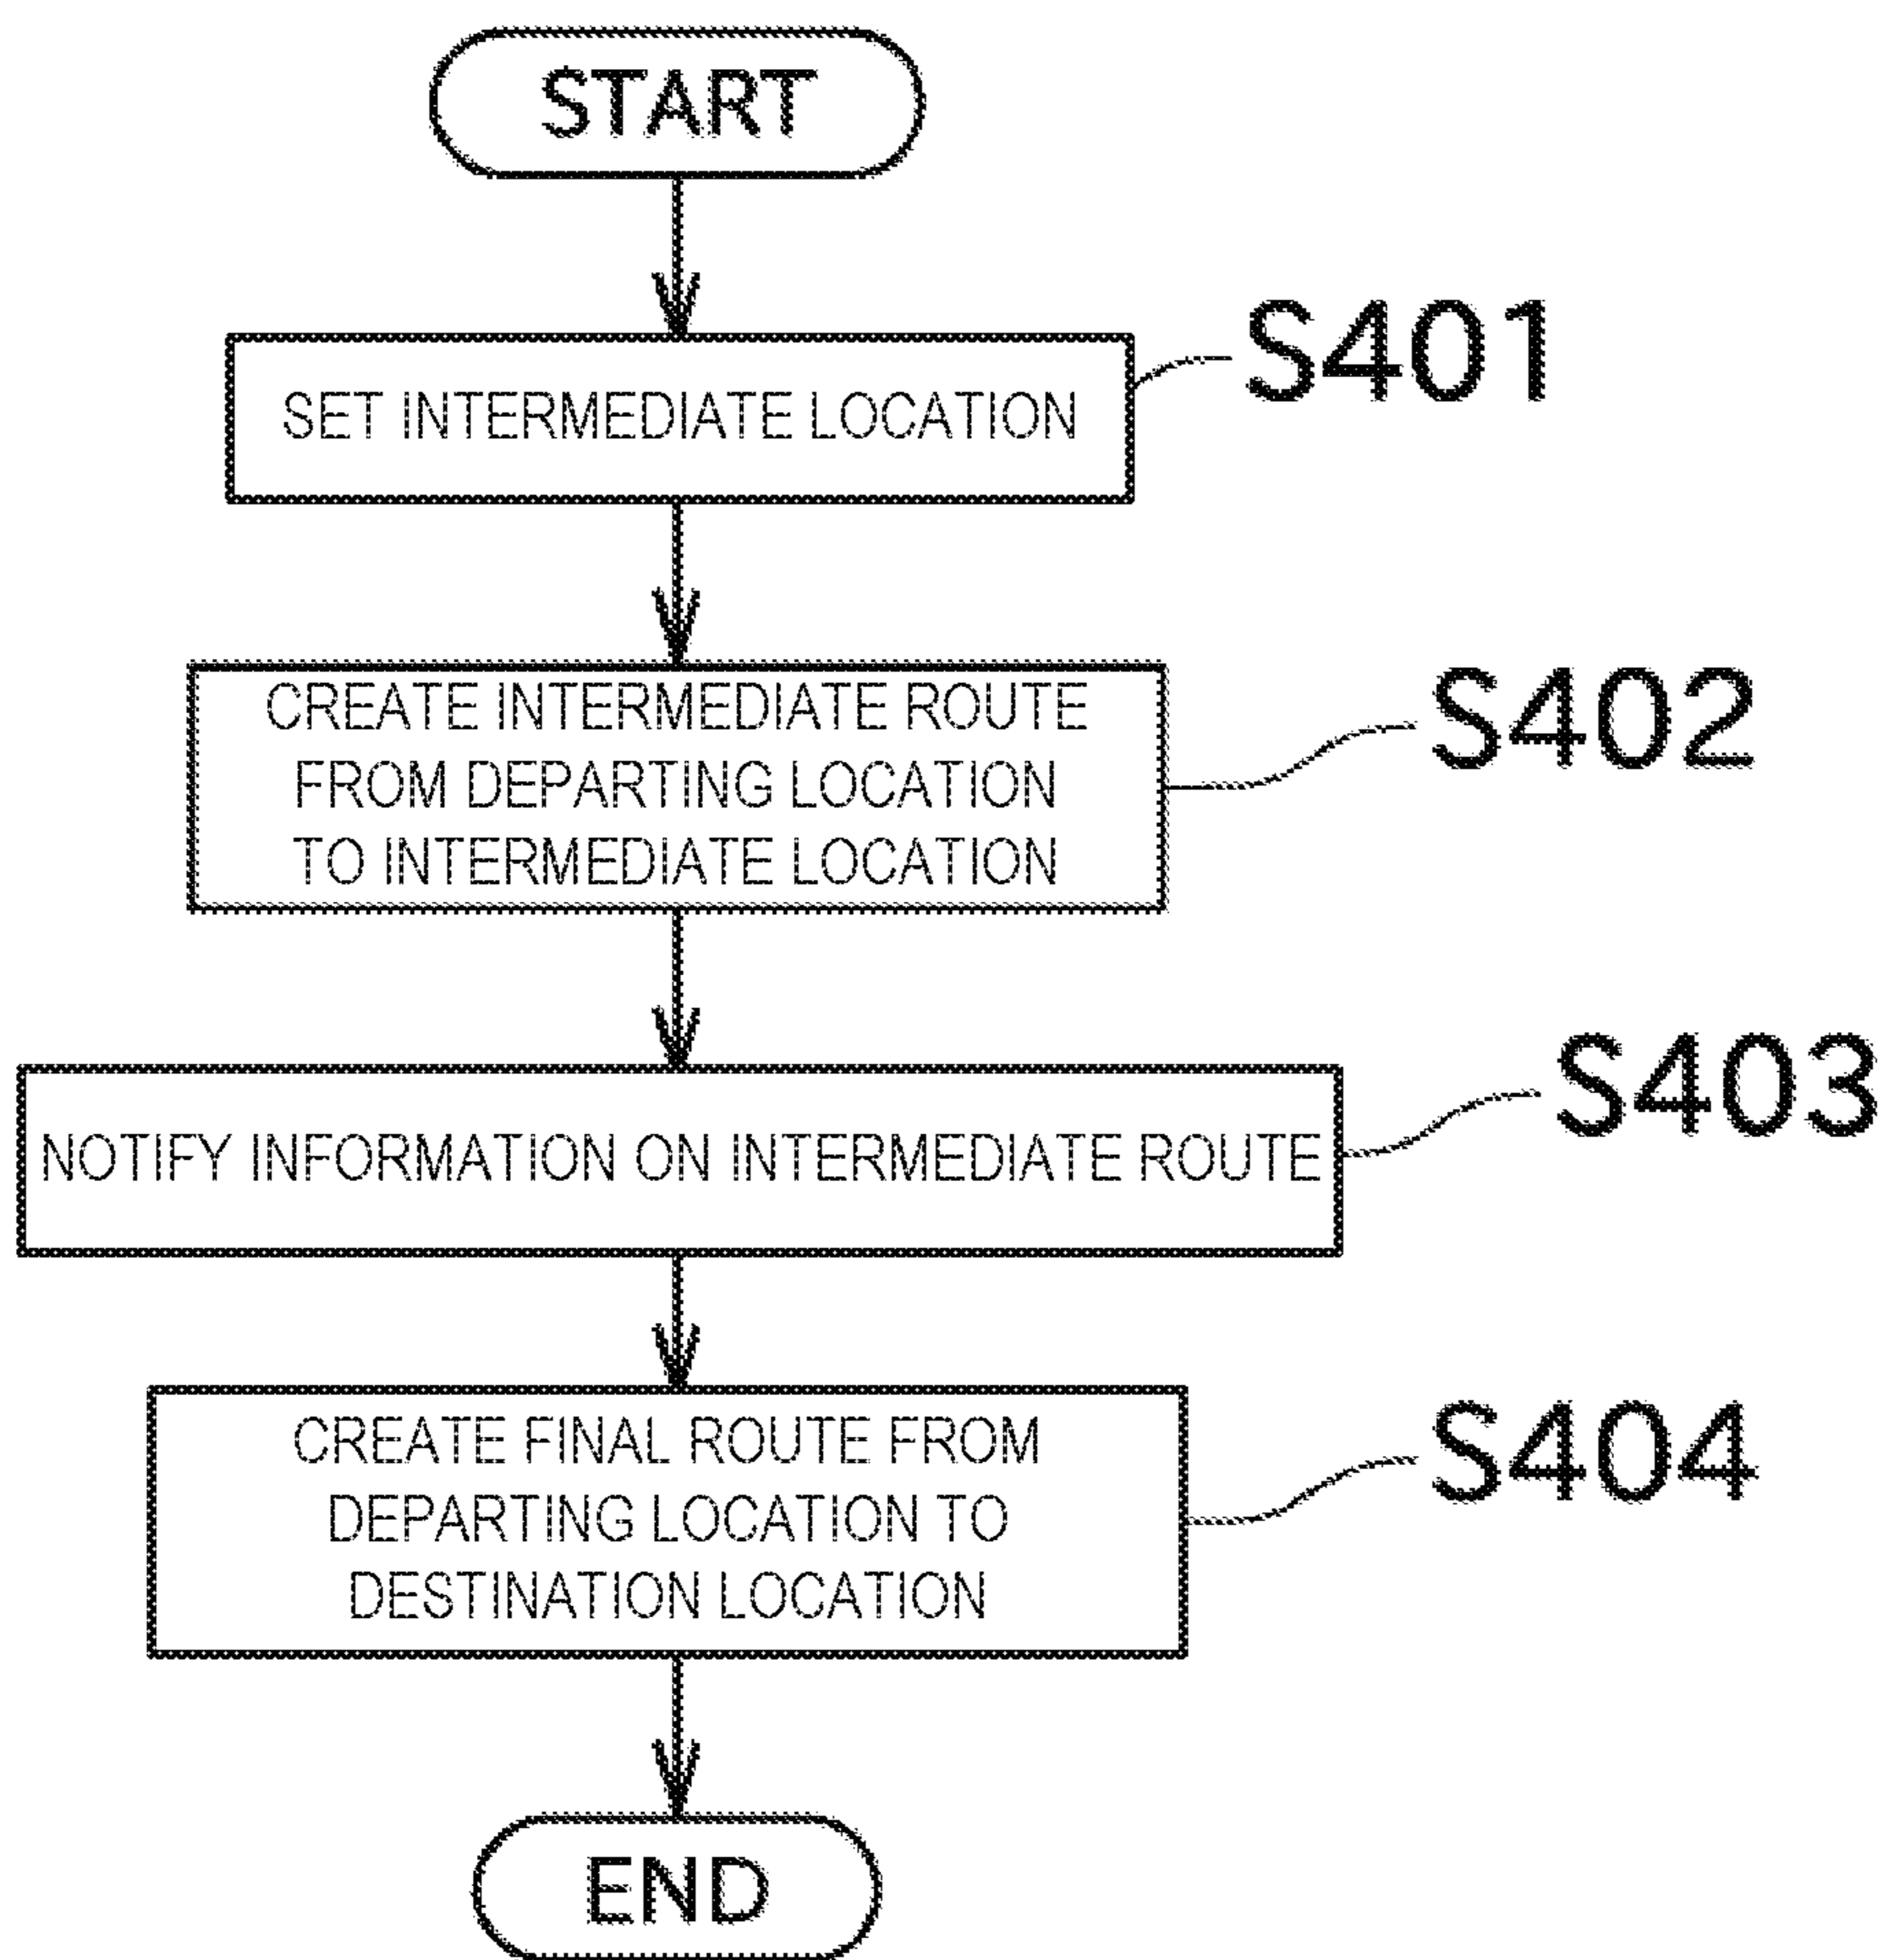 START
SET INTERMEDIATE LOCATION
S401
CREATE INTERMEDIATE ROUTE
FROM DEPARTING LOCATION
TO INTERMEDIATE LOCATION
S402
NOTIFY INFORMATION ON INTERMEDIATE ROUTE
S403
CREATE FINAL ROUTE FROM
DEPARTING LOCATION TO
DESTINATION LOCATION
S404
END